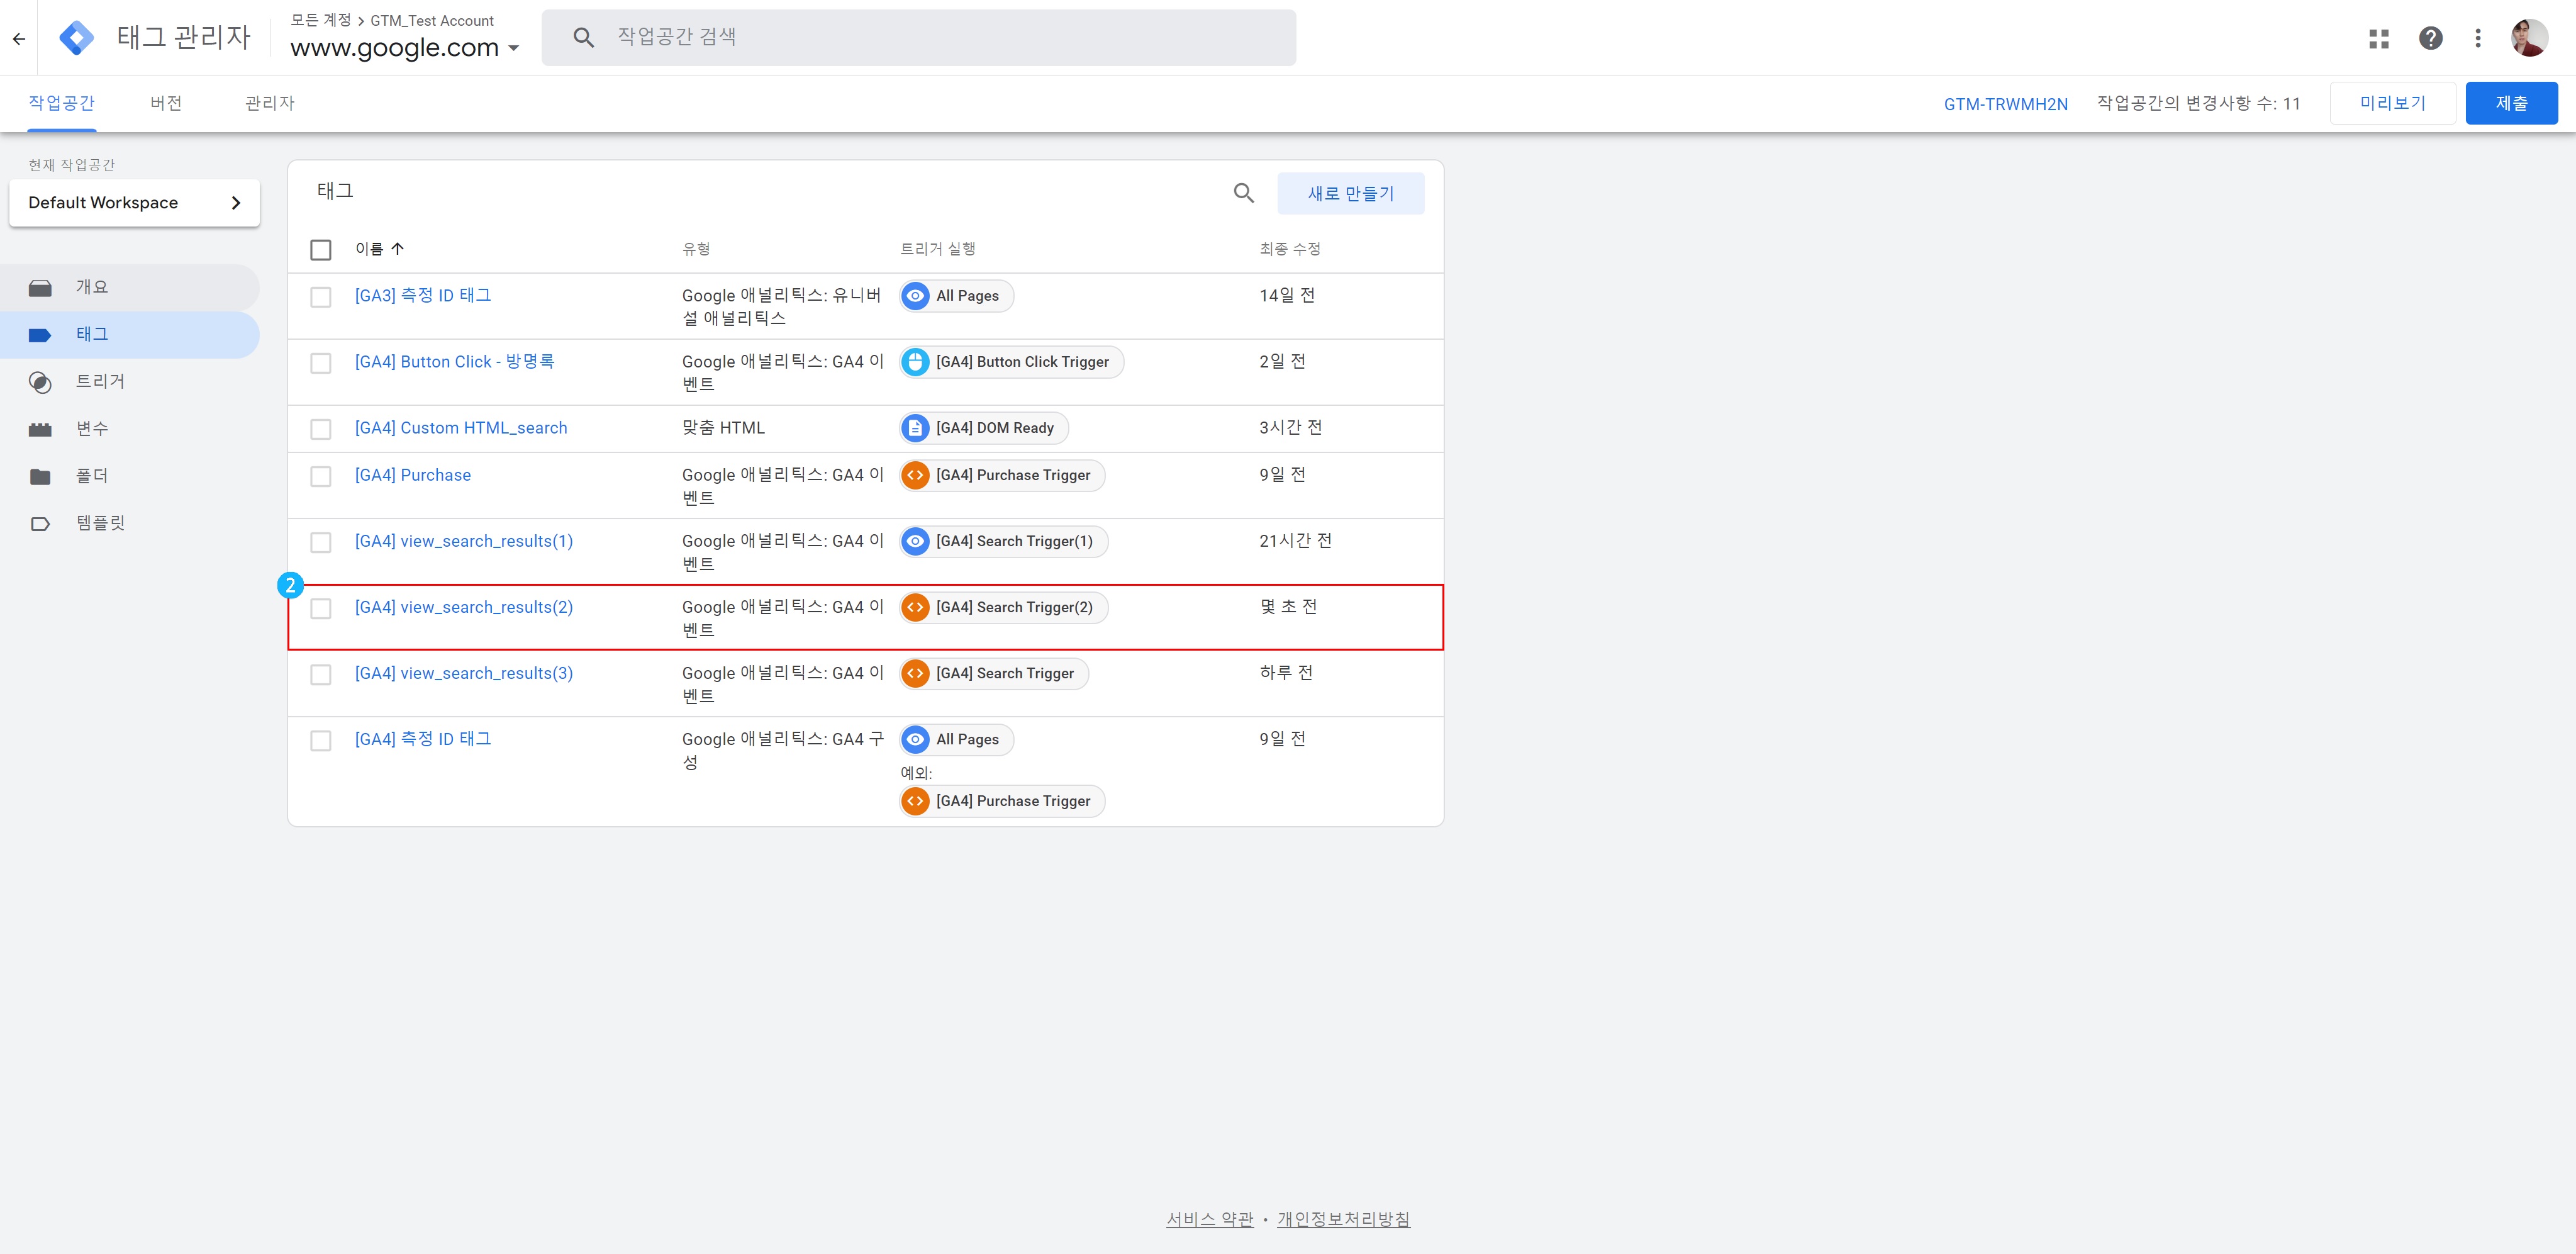 모든 계정 > GTM_Test Account
태그 관리자
www.google.com
작업공간 검색
작업공간
버전
관리자
GTM-TRWMH2N
작업공간의 변경사항 수: 11
미리보기
제출
현재 작업공간
Default Workspace
개요
태그
트리거
변수
폴더
템플릿
태그
새로 만들기
이름 유형 트리거 실행 최종 수정
[GA3] 측정 ID 태그 Google 애널리틱스: 유니버 All Pages 14일 전
설 애널리틱스
[GA4] Button Click - 방명록 Google 애널리틱스: GA4 이 [GA4] Button Click Trigger 2일 전
벤트
[GA4] Custom HTML_search 맞춤 HTML [GA4] DOM Ready 3시간 전
[GA4] Purchase Google 애널리틱스: GA4 이 [GA4] Purchase Trigger 9일 전
벤트
[GA4] view_search_results(1) Google 애널리틱스: GA4 이 [GA4] Search Trigger(1) 21시간 전
벤트
2
[GA4] view_search_results(2) Google 애널리틱스: GA4 이 [GA4] Search Trigger(2) 몇 초 전
벤트
[GA4] view_search_results(3) Google 애널리틱스: GA4 이 [GA4] Search Trigger 하루 전
벤트
[GA4] 측정 ID 태그 Google 애널리틱스: GA4 구 All Pages 9일 전
성
예외:
[GA4] Purchase Trigger
서비스 약관 • 개인정보처리방침